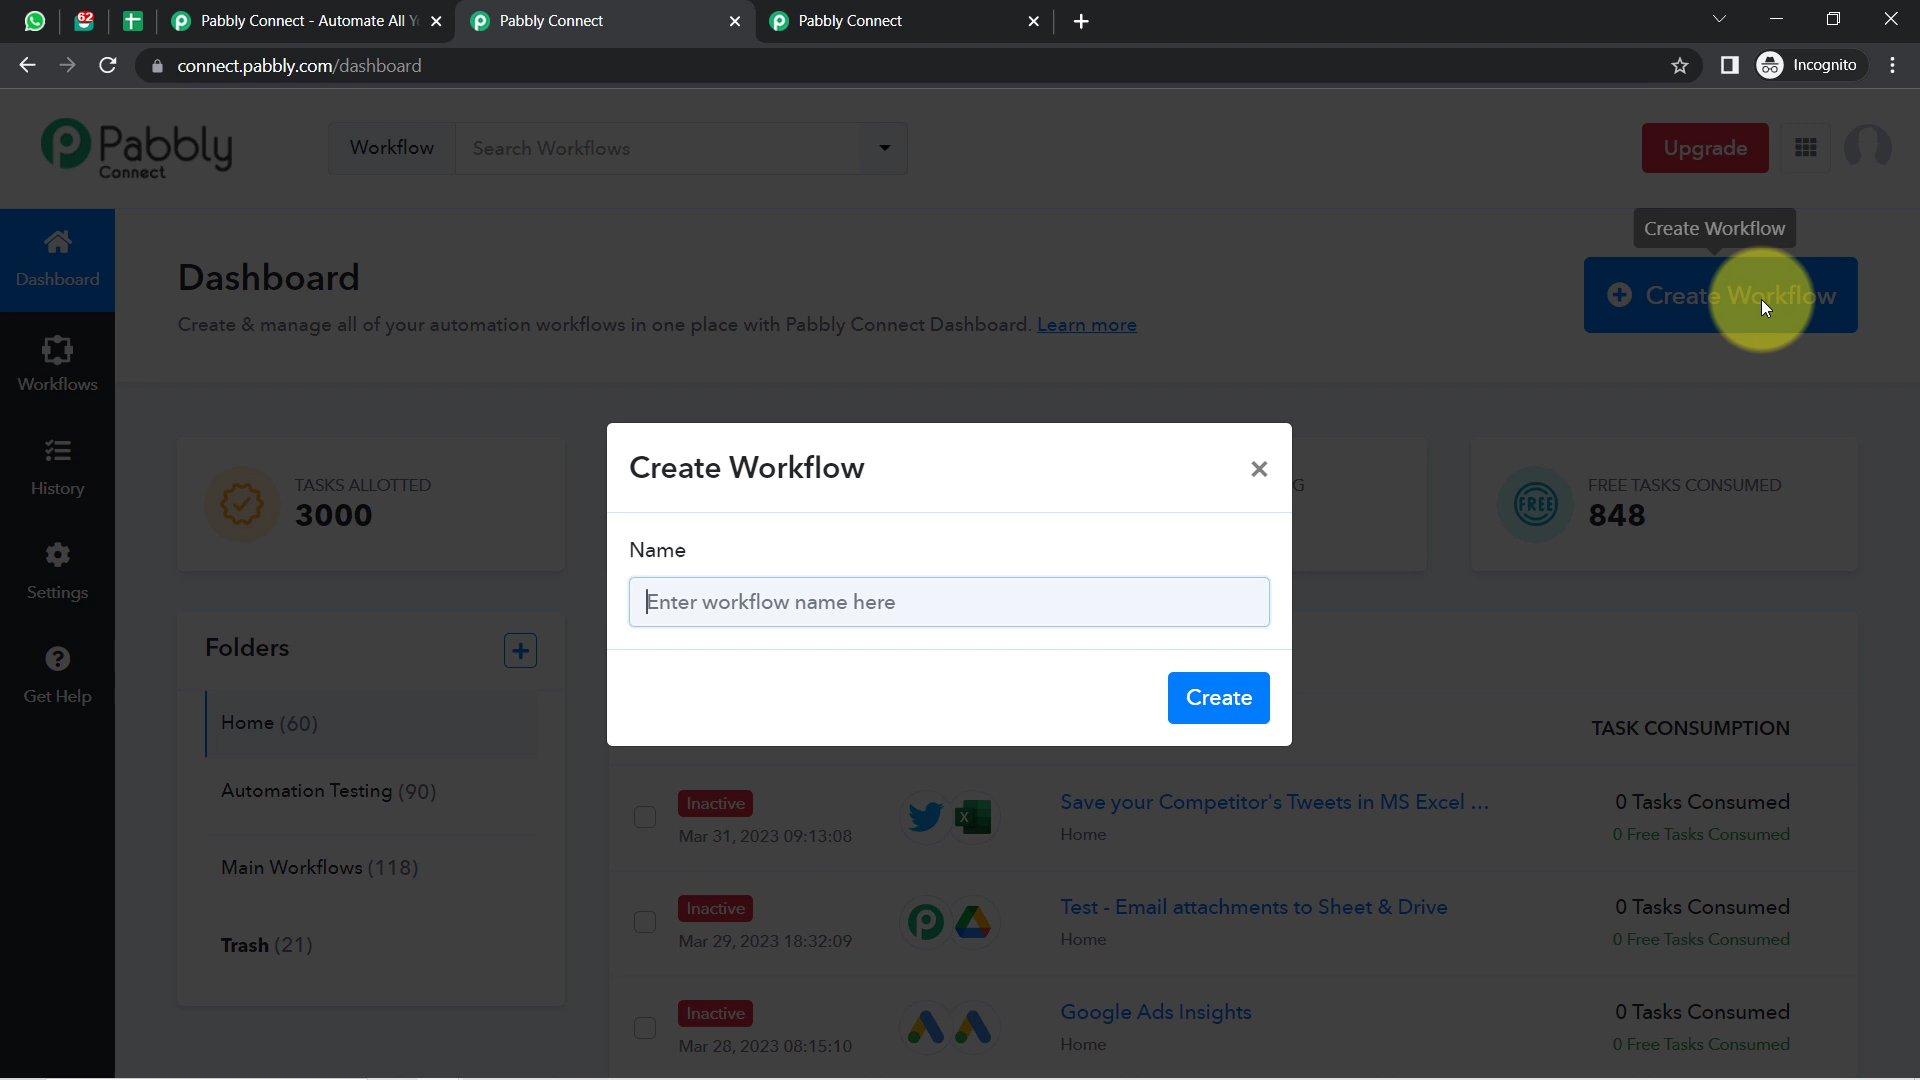 62
Pabbly Connect - Automate All Y
Pabbly Connect
Pabbly Connect
connect.pabbly.com/dashboard
Incognito
Pabbly
Connect
Workflow
Search Workflows
Upgrade
Create Workflow
Dashboard
Dashboard
Create & manage all of your automation workflows in one place with Pabbly Connect Dashboard. Learn more
Create Workflow
Workflows
History
Settings
Get Help
TASKS ALLOTTED
3000
G
FREE
FREE TASKS CONSUMED
848
Create Workflow
Name
Enter workflow name here
Create
Folders
Home (60)
Automation Testing (90)
Main Workflows (118)
Trash (21)
TASK CONSUMPTION
Inactive
Mar 31, 2023 09:13:08
Save your Competitor's Tweets in MS Excel ...
Home
0 Tasks Consumed
0 Free Tasks Consumed
Inactive
Mar 29, 2023 18:32:09
Test - Email attachments to Sheet & Drive
Home
0 Tasks Consumed
0 Free Tasks Consumed
Inactive
Mar 28, 2023 08:15:10
Google Ads Insights
Home
0 Tasks Consumed
0 Free Tasks Consumed